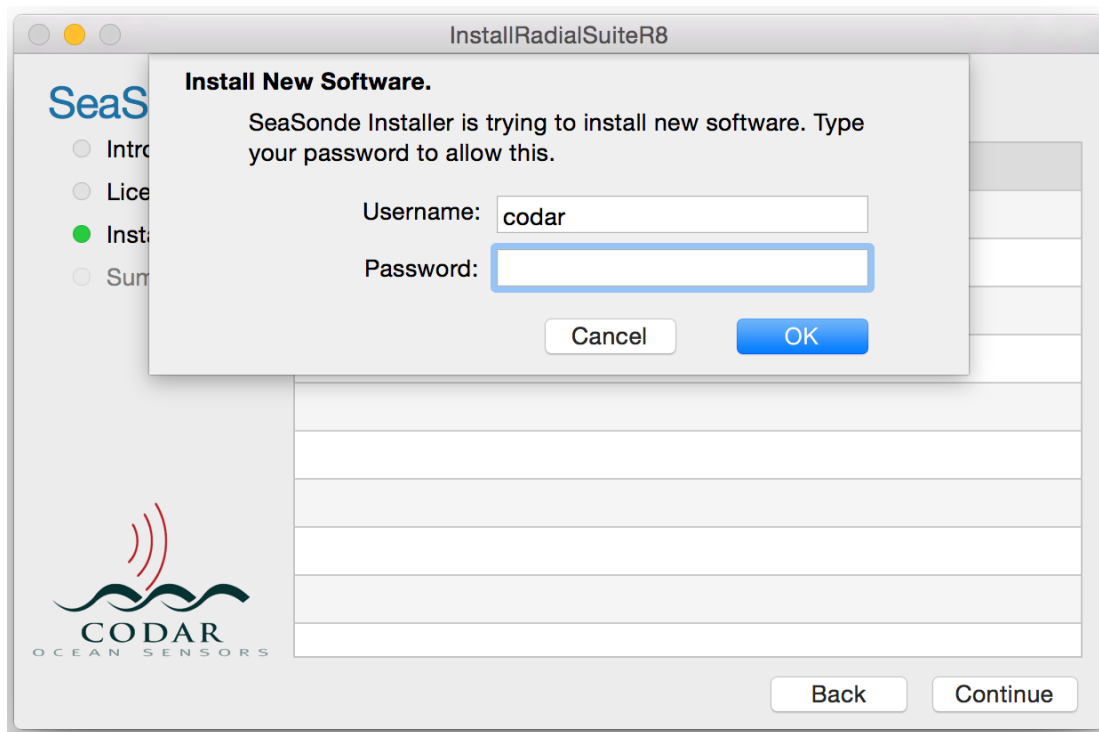 InstallRadialSuiteR8
Install New Software.
SeaSonde Installer is trying to install new software. Type
your password to allow this.
Username: codar
Password:
Cancel OK
SeaS
Intro
Lice
Insta
Sum
CODAR
OCEAN SENSORS
Back Continue